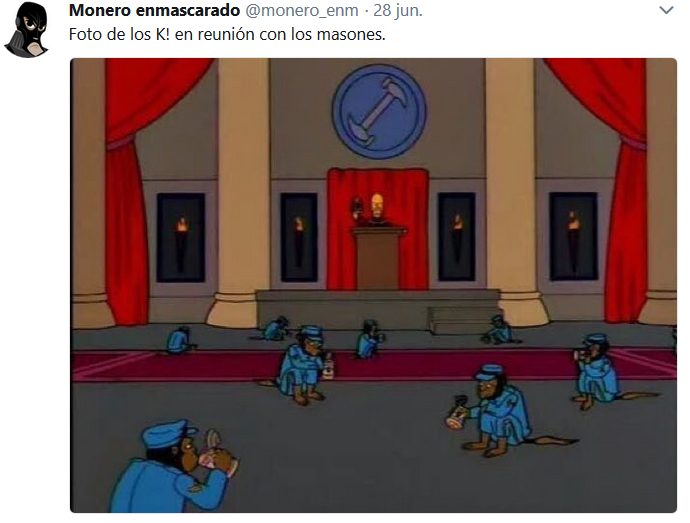 Monero enmascarado @monero_enm · 28 jun.
Foto de los K! en reunión con los masones.